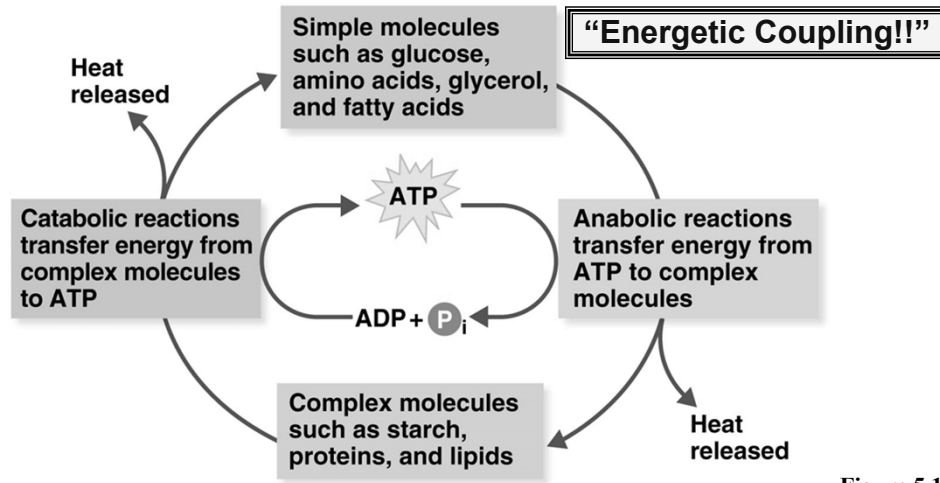 “Energetic Coupling!!”
Simple molecules
such as glucose,
amino acids, glycerol,
and fatty acids
Heat
released
ATP
Catabolic reactions
transfer energy from
complex molecules
to ATP
Anabolic reactions
transfer energy from
ATP to complex
molecules
ADP + Pi
Complex molecules
such as starch,
proteins, and lipids
Heat
released